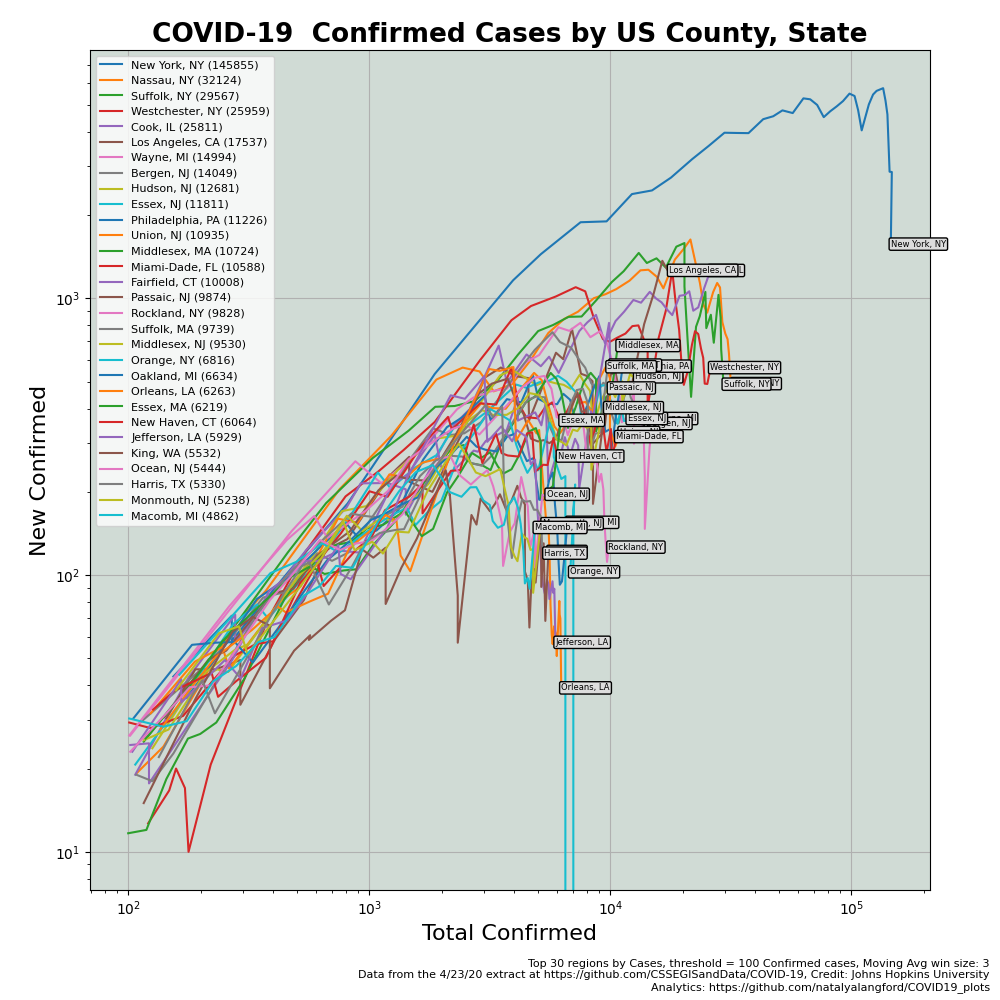 COVID-19  Confirmed Cases by US County, State
New York, NY (145855)
Nassau, NY (32124)
Suffolk, NY (29567)
Westchester, NY (25959)
Cook, IL (25811)
Los Angeles, CA (17537)
Wayne, MI (14994)
Bergen, NJ (14049)
Hudson, NJ (12681)
Essex, NJ (11811)
Philadelphia, PA (11226)
Union, NJ (10935)
Middlesex, MA (10724)
Miami-Dade, FL (10588)
Fairfield, CT (10008)
Passaic, NJ (9874)
Rockland, NY (9828)
Suffolk, MA (9739)
Middlesex, NJ (9530)
Orange, NY (6816)
Oakland, MI (6634)
Orleans, LA (6263)
Essex, MA (6219)
New Haven, CT (6064)
Jefferson, LA (5929)
King, WA (5532)
Ocean, NJ (5444)
Harris, TX (5330)
Monmouth, NJ (5238)
Macomb, MI (4862)
New York, NY
Los Angeles, CA
Middlesex, MA
Suffolk, MA
Westchester, NY
Hudson, NJ
Suffolk, NY
Passaic, NJ
Middlesex, NJ
Essex, NJ
Essex, MA
Miami-Dade, FL
New Haven, CT
Ocean, NJ
Macomb, MI
Rockland, NY
Harris, TX
Orange, NY
Jefferson, LA
Orleans, LA
10³
10²
10¹
New Confirmed
10² 10³ 10⁴ 10⁵
Total Confirmed
Top 30 regions by Cases, threshold = 100 Confirmed cases, Moving Avg win size: 3
Data from the 4/23/20 extract at https://github.com/CSSEGISandData/COVID-19, Credit: Johns Hopkins University
Analytics: https://github.com/natalyalangford/COVID19_plots